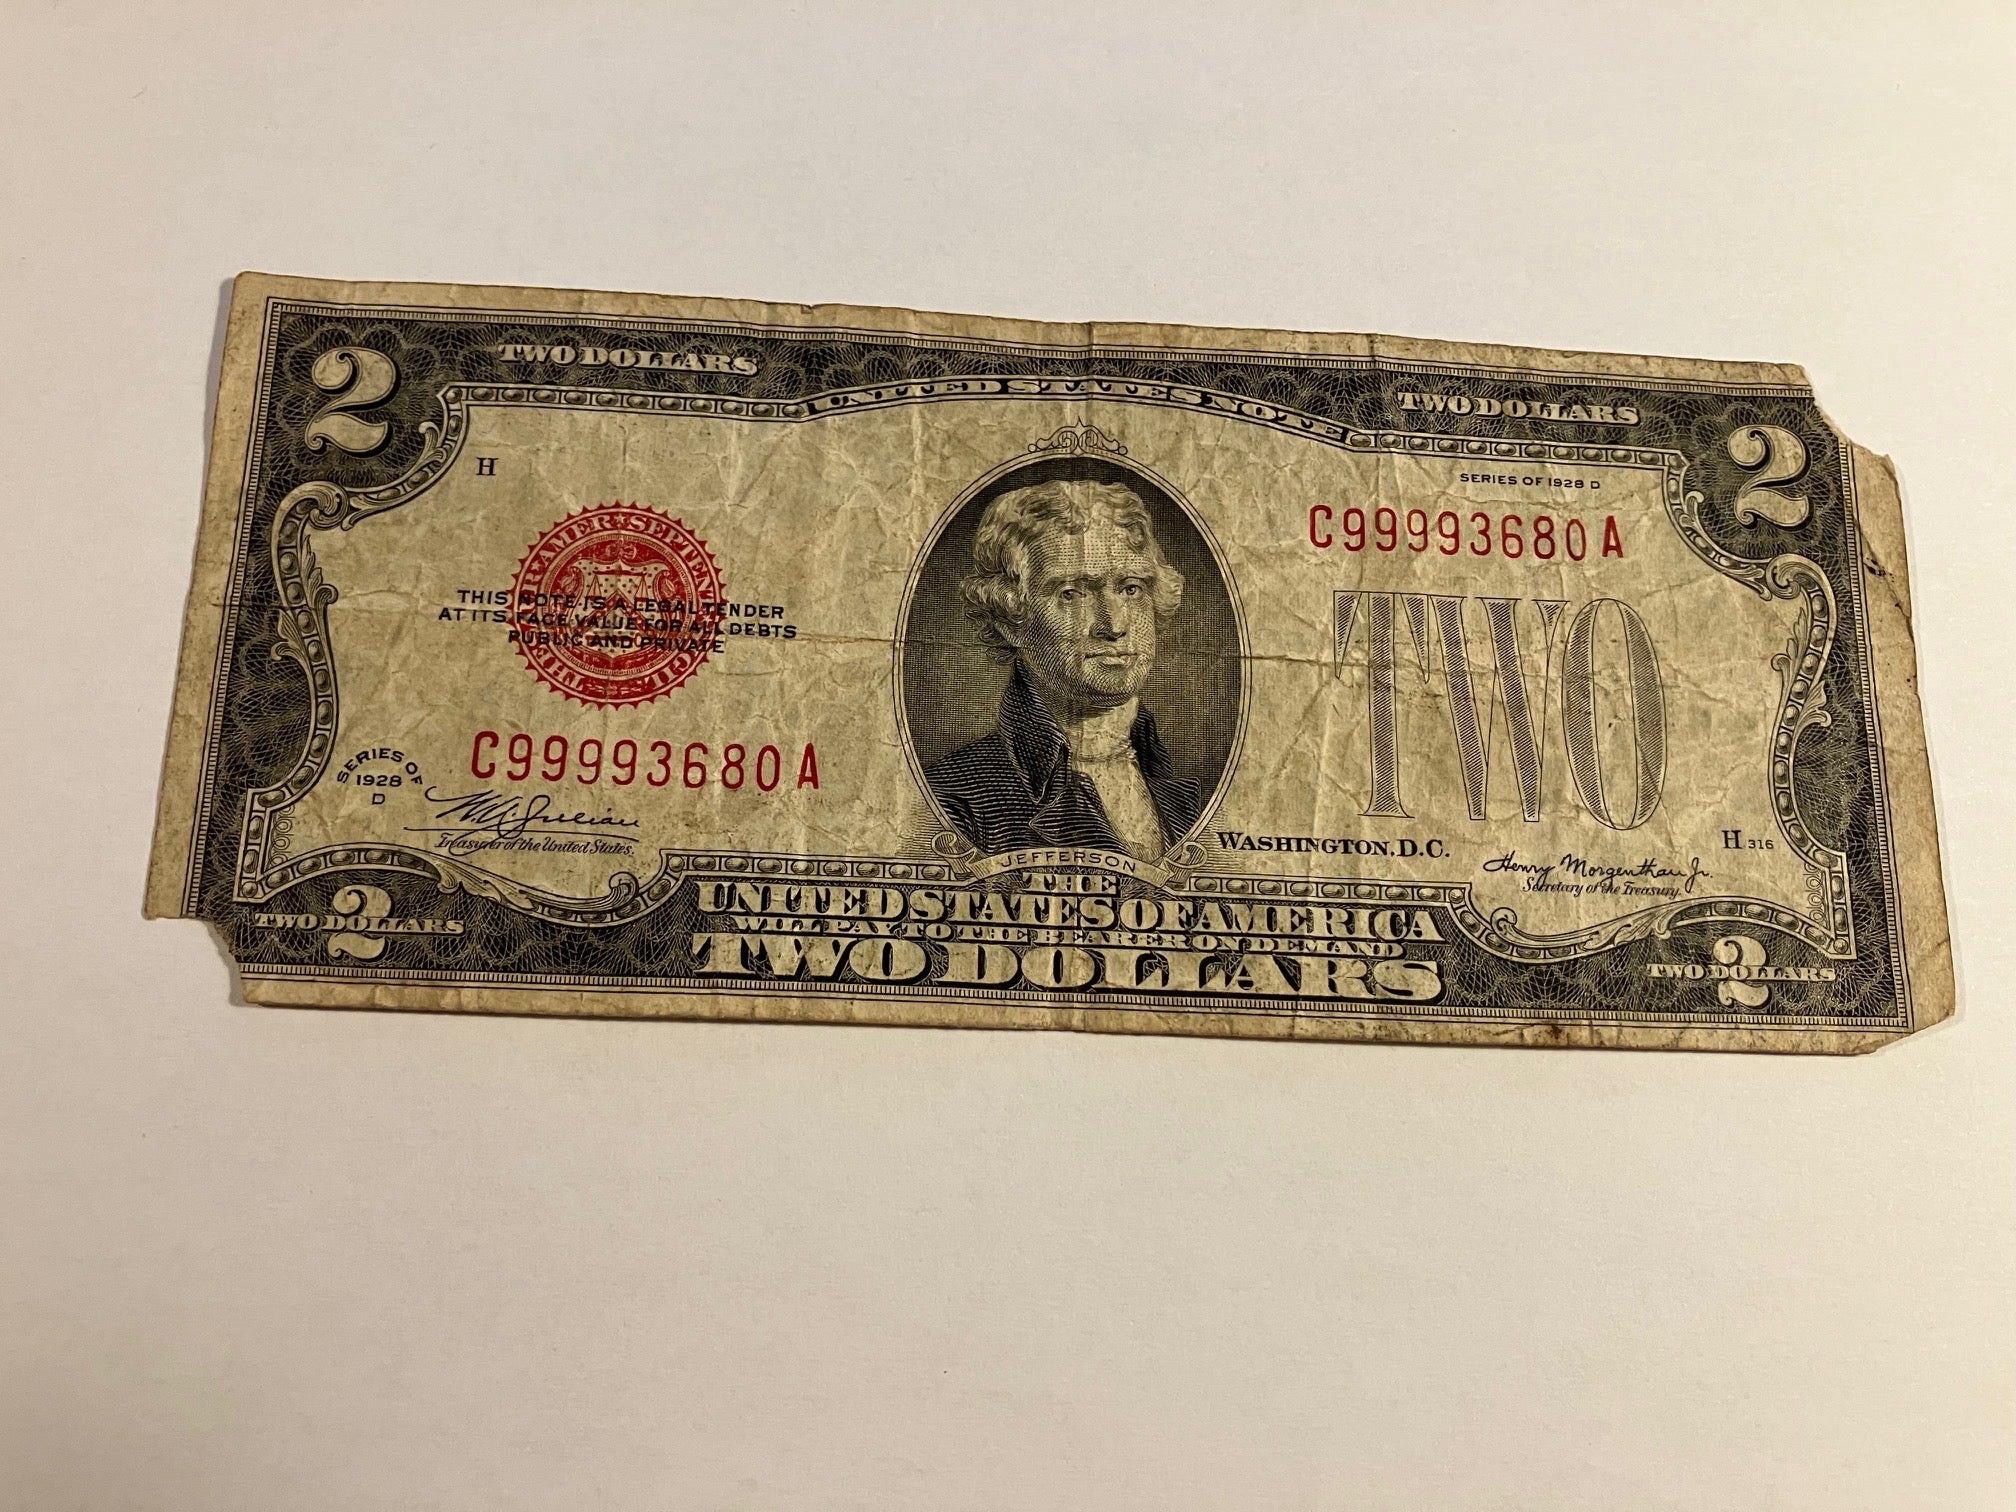 2
TWO DOLLARS
UNITED STATES NOTE
TWO DOLLARS
2
H
SERIES OF 1928 D
C99993680A
THIS NOTE IS A LEGAL TENDER
AT ITS FACE VALUE FOR ALL DEBTS
PUBLIC AND PRIVATE
TWO
C99993680A
SERIES OF
1928
D
W.A. Julian
Treasurer of the United States.
JEFFERSON
WASHINGTON, D.C.
H 316
Henry Morgenthau Jr.
Secretary of the Treasury.
THE
UNITED STATES OF AMERICA
WILL PAY TO THE BEARER ON DEMAND
TWO DOLLARS
TWO DOLLARS
2
TWO DOLLARS
2